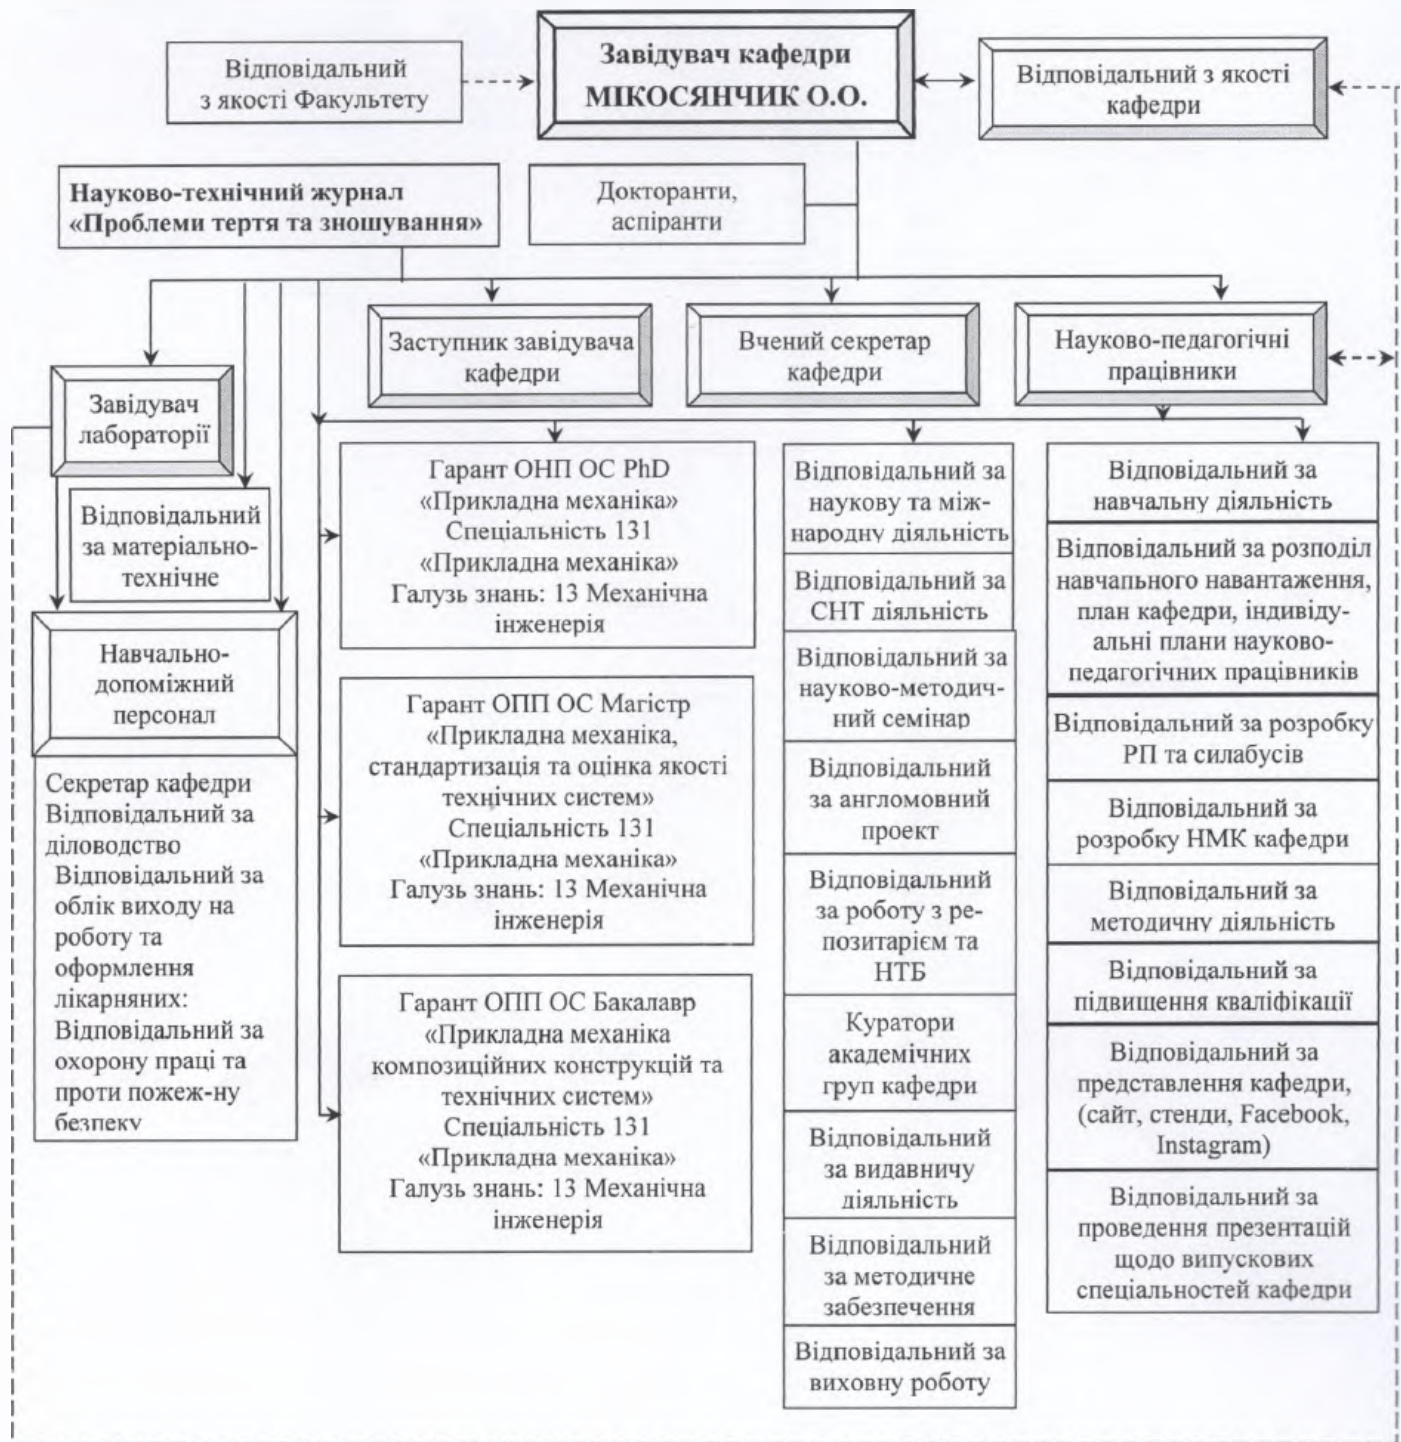 Відповідальний
з якості Факультету
Завідувач кафедри
МІКОСЯНЧИК О.О.
Відповідальний з якості
кафедри
Науково-технічний журнал
«Проблеми тертя та зношування»
Докторанти,
аспіранти
Заступник завідувача
кафедри
Вчений секретар
кафедри
Науково-педагогічні
працівники
Завідувач
лабораторії
Відповідальний
за матеріально-
технічне
Навчально-
допоміжний
персонал
Секретар кафедри
Відповідальний за
діловодство
Відповідальний за
облік виходу на
роботу та
оформлення
лікарняних:
Відповідальний за
охорону праці та
проти пожеж-ну
безпеку
Гарант ОНП ОС PhD
«Прикладна механіка»
Спеціальність 131
«Прикладна механіка»
Галузь знань: 13 Механічна
інженерія
Гарант ОПП ОС Магістр
«Прикладна механіка,
стандартизація та оцінка якості
технічних систем»
Спеціальність 131
«Прикладна механіка»
Галузь знань: 13 Механічна
інженерія
Гарант ОПП ОС Бакалавр
«Прикладна механіка
композиційних конструкцій та
технічних систем»
Спеціальність 131
«Прикладна механіка»
Галузь знань: 13 Механічна
інженерія
Відповідальний за
наукову та між-
народну діяльність
Відповідальний за
СНТ діяльність
Відповідальний за
науково-методич-
ний семінар
Відповідальний
за англомовний
проект
Відповідальний
за роботу з ре-
позитарієм та
НТБ
Куратори
академічних
груп кафедри
Відповідальний
за видавничу
діяльність
Відповідальний
за методичне
забезпечення
Відповідальний за
виховну роботу
Відповідальний за
навчальну діяльність
Відповідальний за розподіл
навчального навантаження,
план кафедри, індивіду-
альні плани науково-
педагогічних працівників
Відповідальний за розробку
РП та силабусів
Відповідальний за
розробку НМК кафедри
Відповідальний за
методичну діяльність
Відповідальний за
підвищення кваліфікації
Відповідальний за
представлення кафедри,
(сайт, стенди, Facebook,
Instagram)
Відповідальний за
проведення презентацій
щодо випускових
спеціальностей кафедри